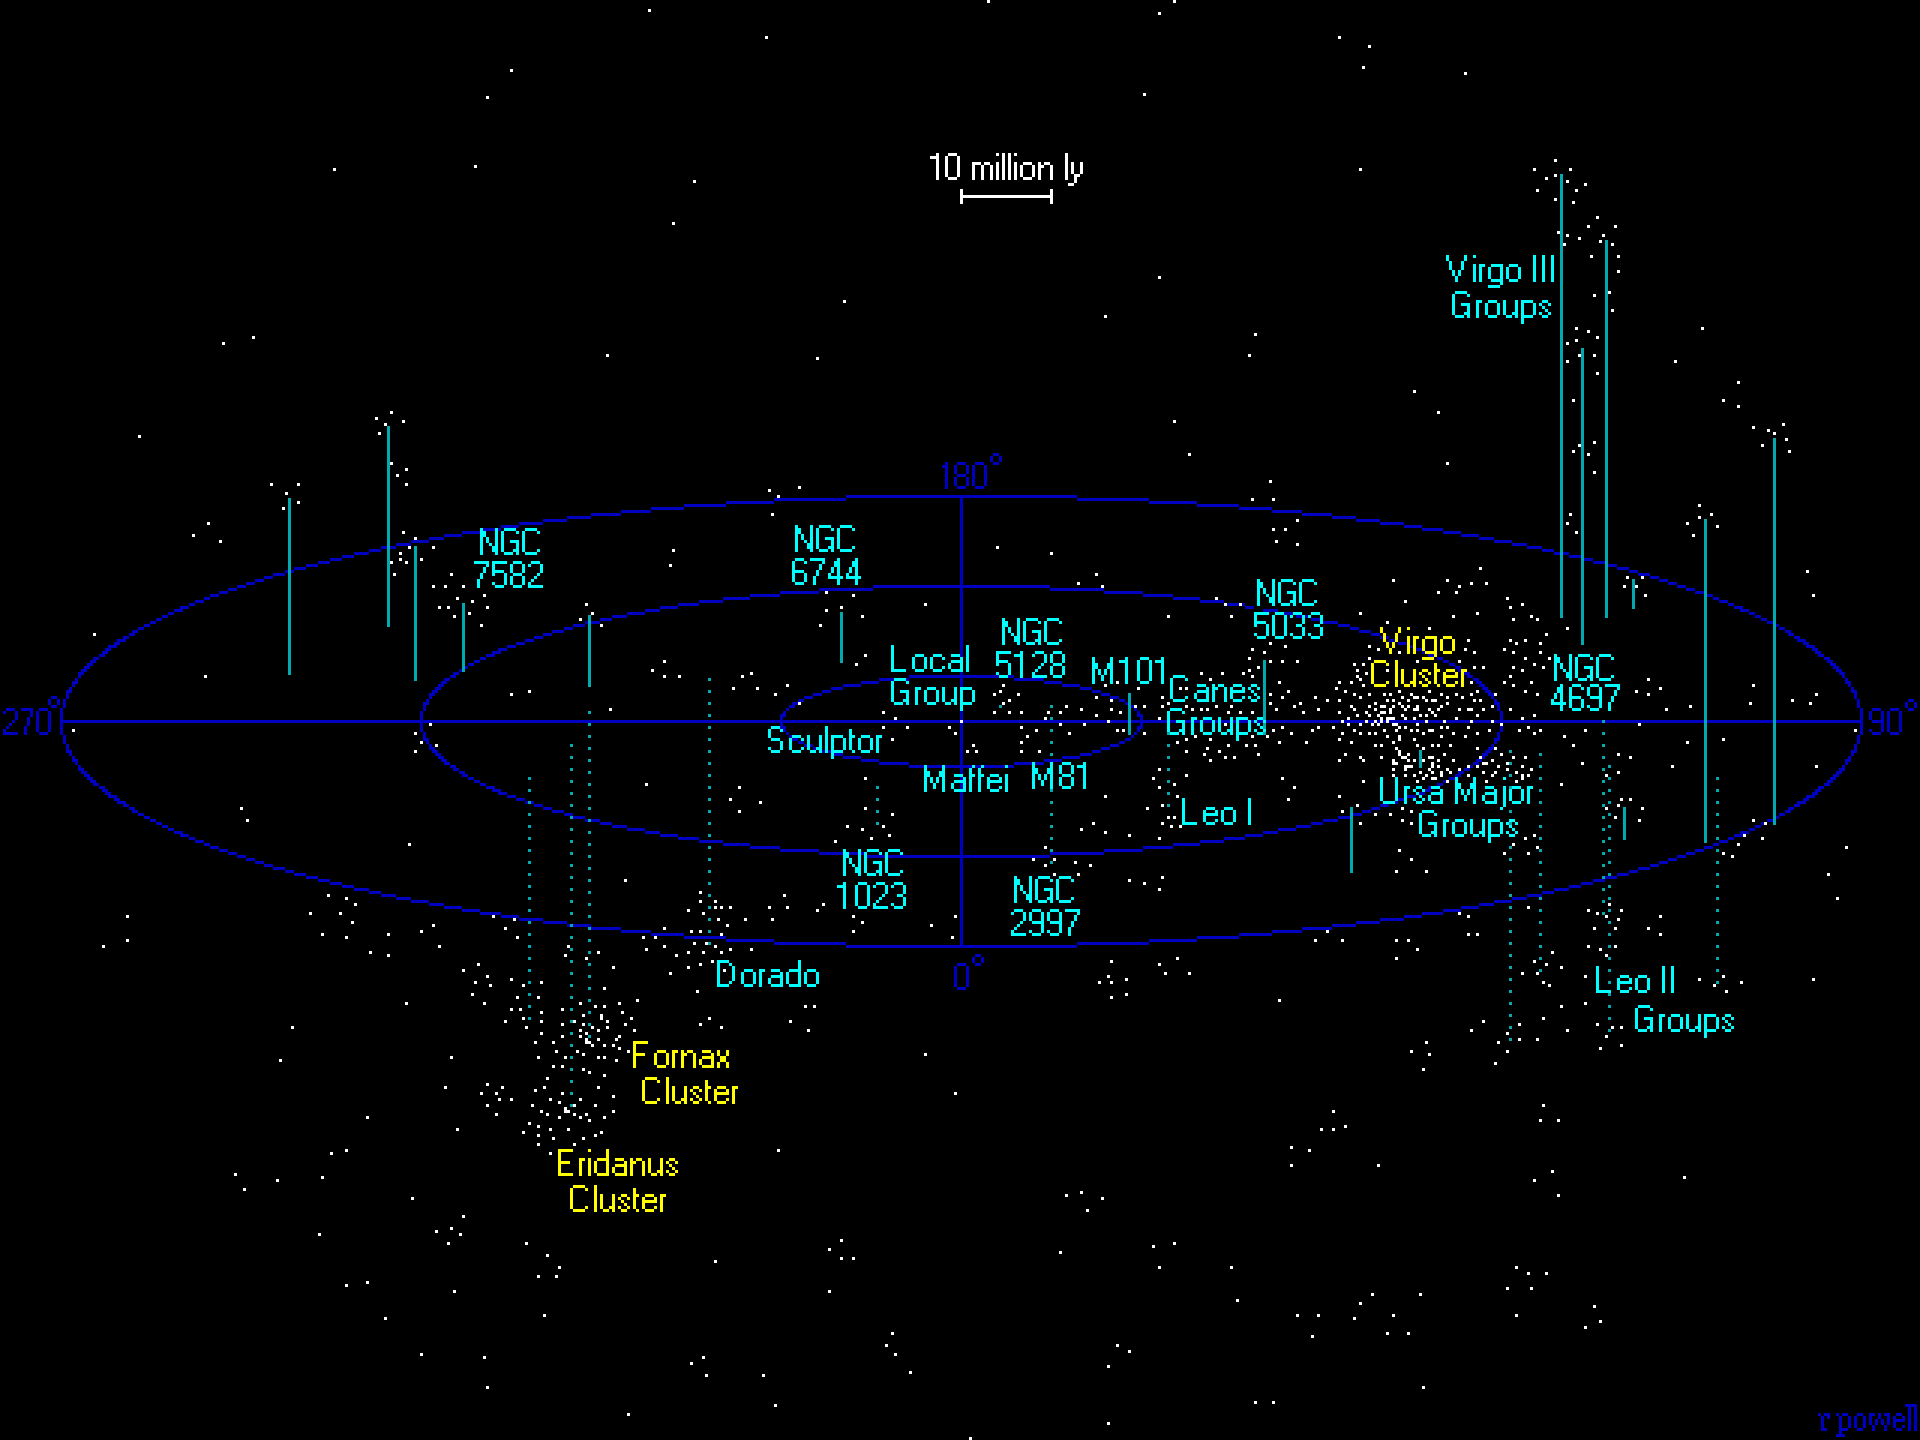 10 million ly
Virgo III
Groups
180°
NGC
7582
NGC
6744
NGC
5033
NGC
5128
Virgo
Cluster
Local
Group
M101
NGC
4697
Canes
Groups
270°
90°
Sculptor
Maffei
M81
Ursa Major
Groups
Leo I
NGC
1023
NGC
2997
Dorado
0°
Leo II
Groups
Fornax
Cluster
Eridanus
Cluster
r powell